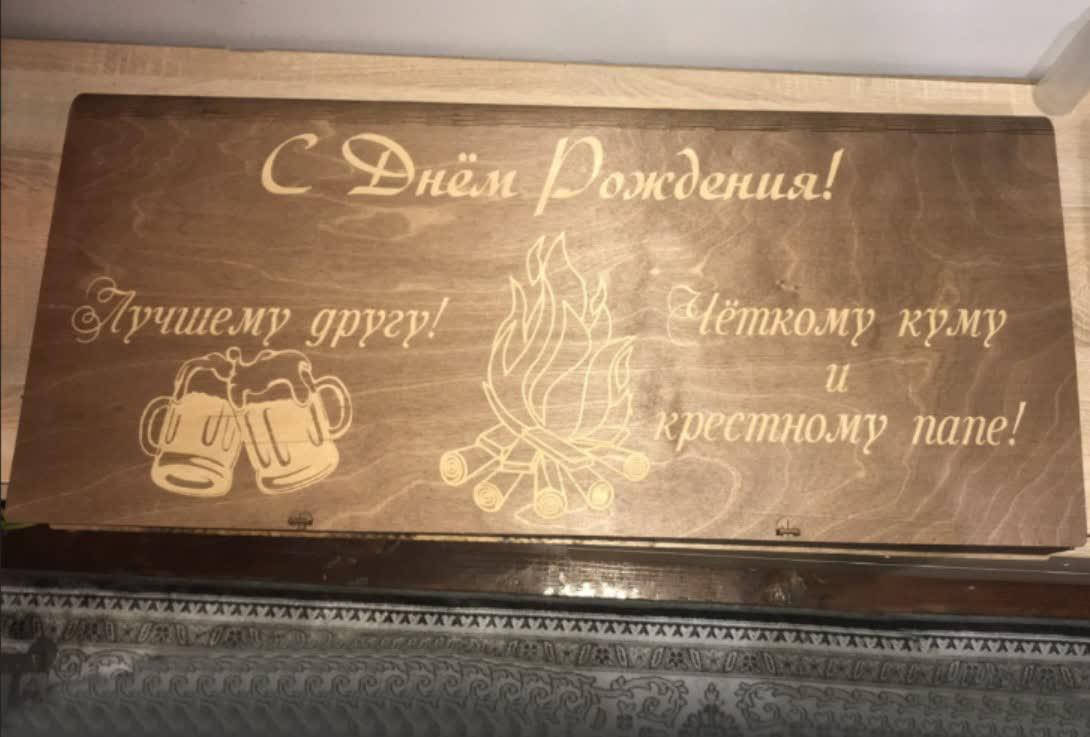 С Днём Рождения!
Лучшему другу!
Чёткому куму
и
крестному папе!